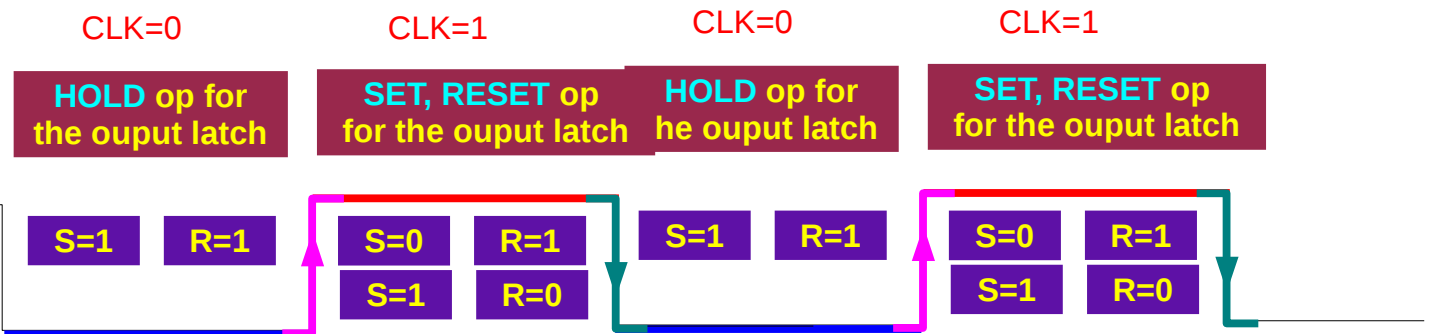 CLK=0
CLK=1
CLK=0
CLK=1
HOLD op for
the ouput latch
SET, RESET op
for the ouput latch
HOLD op for
he ouput latch
SET, RESET op
for the ouput latch
S=1 R=1
S=0 R=1
S=1 R=0
S=1 R=1
S=0 R=1
S=1 R=0